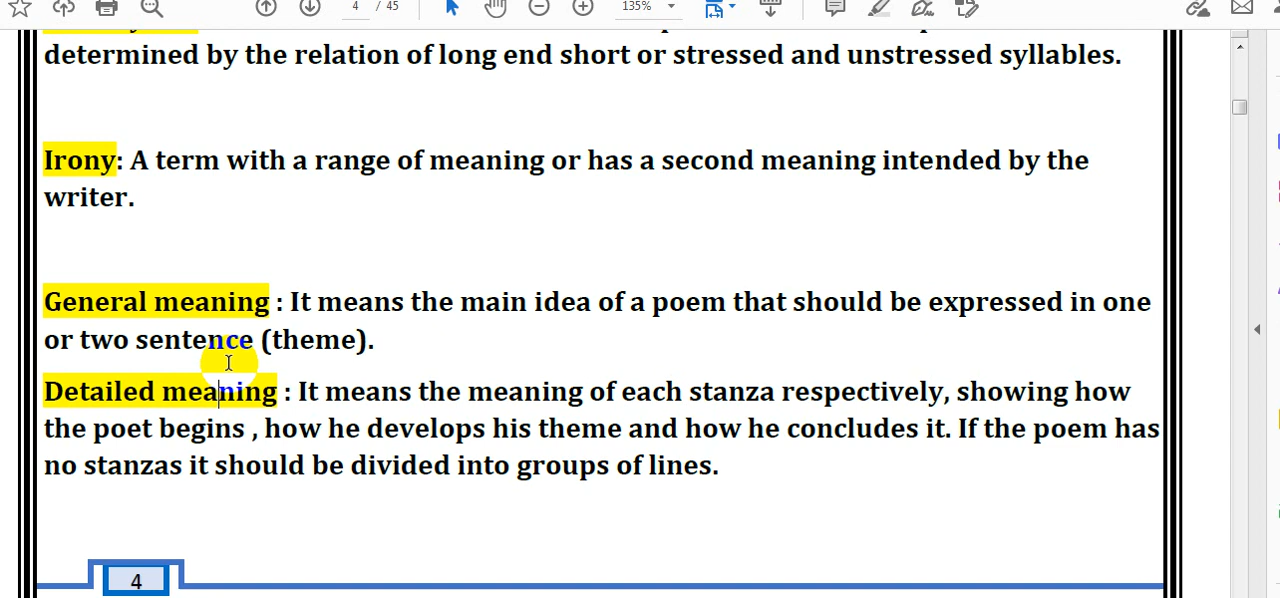 4 / 45
135%
determined by the relation of long end short or stressed and unstressed syllables.
Irony: A term with a range of meaning or has a second meaning intended by the
writer.
General meaning : It means the main idea of a poem that should be expressed in one
or two sentence (theme).
Detailed meaning : It means the meaning of each stanza respectively, showing how
the poet begins , how he develops his theme and how he concludes it. If the poem has
no stanzas it should be divided into groups of lines.
4